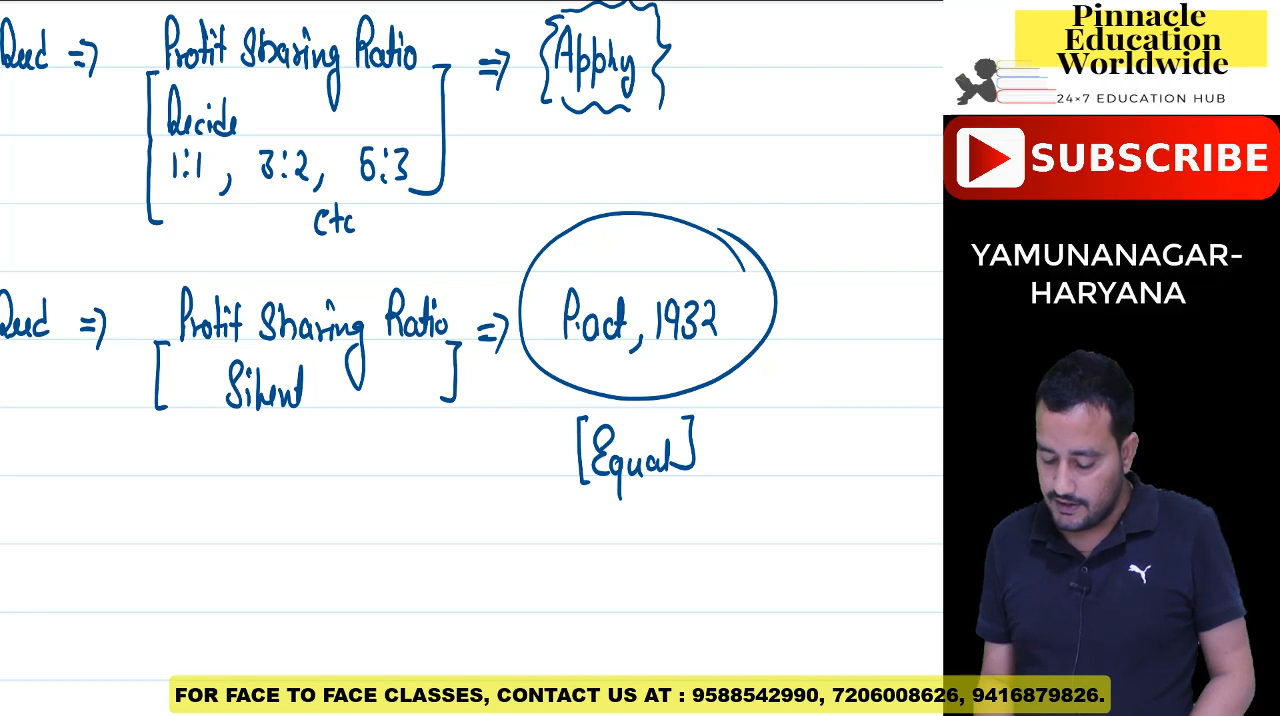 Deed => Profit Sharing Ratio => {Apply}
[Decide
1:1, 3:2, 5:3]
etc
Deed => Profit Sharing Ratio => P.act, 1932
[Silent]
[Equal]
Pinnacle
Education
Worldwide
24×7 EDUCATION HUB
SUBSCRIBE
YAMUNANAGAR-
HARYANA
FOR FACE TO FACE CLASSES, CONTACT US AT : 9588542990, 7206008626, 9416879826.